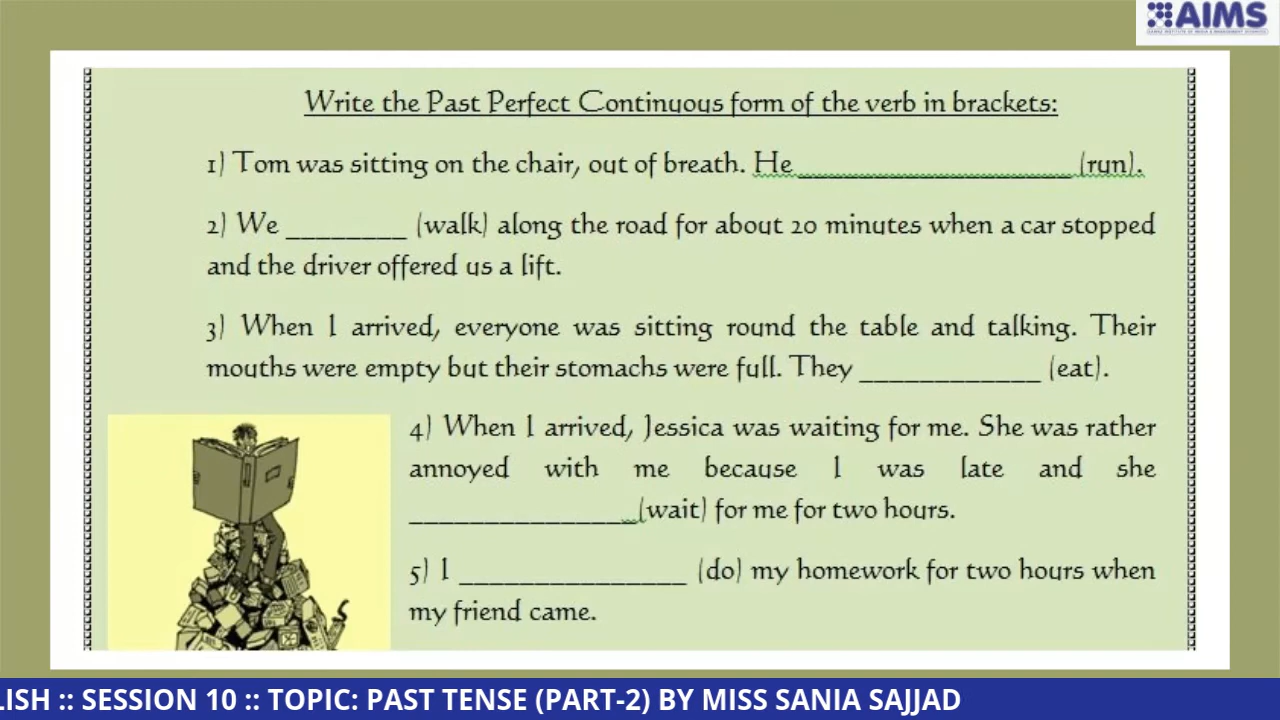 AIMS
Write the Past Perfect Continuous form of the verb in brackets:
1) Tom was sitting on the chair, out of breath. He ____________________ (run).
2) We ________ (walk) along the road for about 20 minutes when a car stopped
and the driver offered us a lift.
3) When I arrived, everyone was sitting round the table and talking. Their
mouths were empty but their stomachs were full. They ____________ (eat).
4) When I arrived, Jessica was waiting for me. She was rather
annoyed with me because I was late and she
_______________(wait) for me for two hours.
5) I _______________ (do) my homework for two hours when
my friend came.
LISH :: SESSION 10 :: TOPIC: PAST TENSE (PART-2) BY MISS SANIA SAJJAD